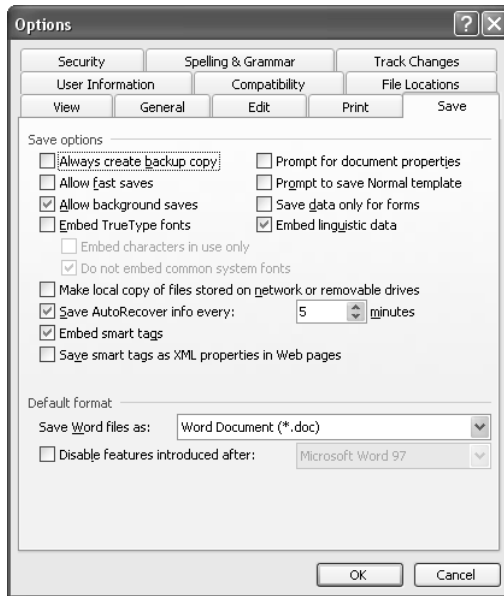 Options
Security Spelling & Grammar Track Changes
User Information Compatibility File Locations
View General Edit Print Save
Save options
Always create backup copy Prompt for document properties
Allow fast saves Prompt to save Normal template
Allow background saves Save data only for forms
Embed TrueType fonts Embed linguistic data
Embed characters in use only
Do not embed common system fonts
Make local copy of files stored on network or removable drives
Save AutoRecover info every: 5 minutes
Embed smart tags
Save smart tags as XML properties in Web pages
Default format
Save Word files as: Word Document (*.doc)
Disable features introduced after: Microsoft Word 97
OK Cancel